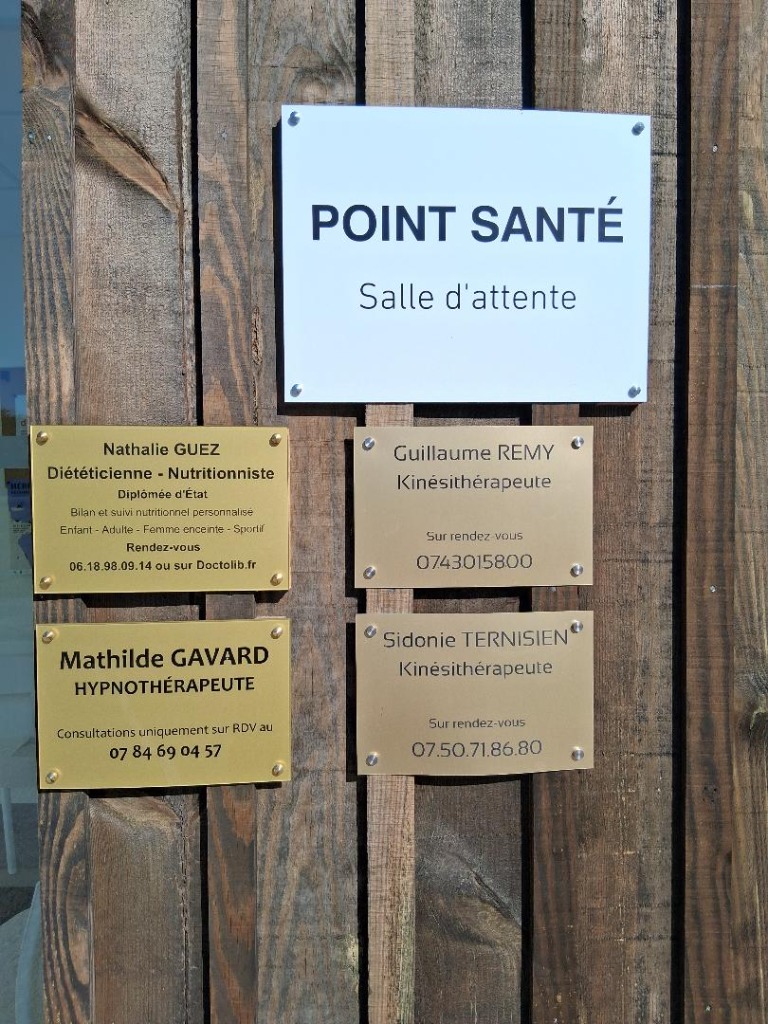 POINT SANTÉ
Salle d'attente
Nathalie GUEZ
Diététicienne - Nutritionniste
Diplômée d'État
Bilan et suivi nutritionnel personnalisé
Enfant - Adulte - Femme enceinte - Sportif
Rendez-vous
06.18.98.09.14 ou sur Doctolib.fr
Guillaume REMY
Kinésithérapeute
Sur rendez-vous
0743015800
Mathilde GAVARD
HYPNOTHÉRAPEUTE
Consultations uniquement sur RDV au
07 84 69 04 57
Sidonie TERNISIEN
Kinésithérapeute
Sur rendez-vous
07.50.71.86.80